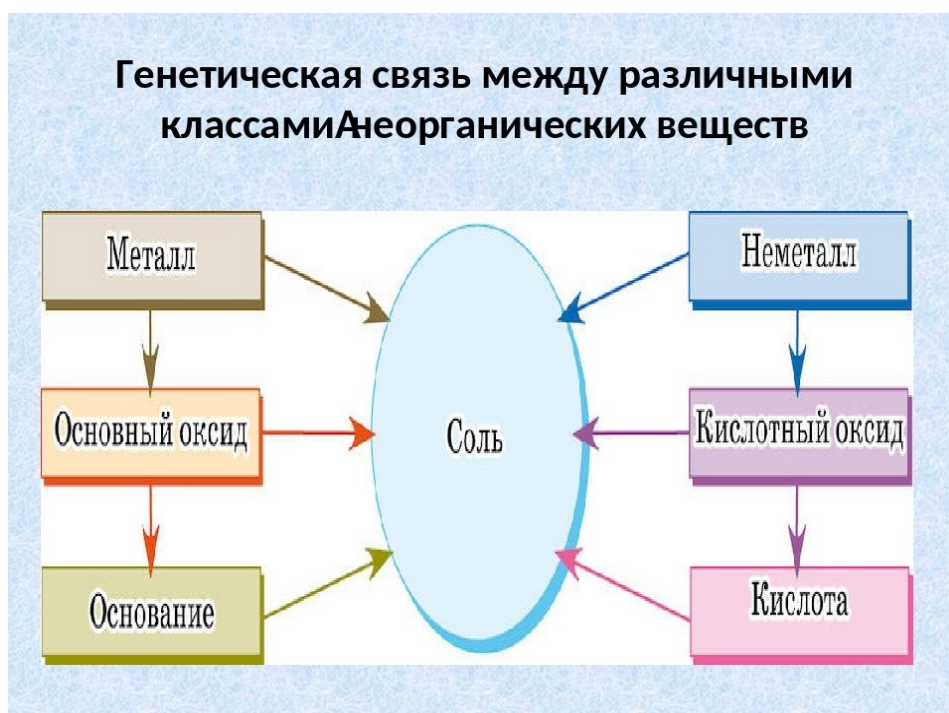 Генетическая связь между различными
классамиАнеорганических веществ
Металл
Неметалл
Основный оксид
Соль
Кислотный оксид
Основание
Кислота